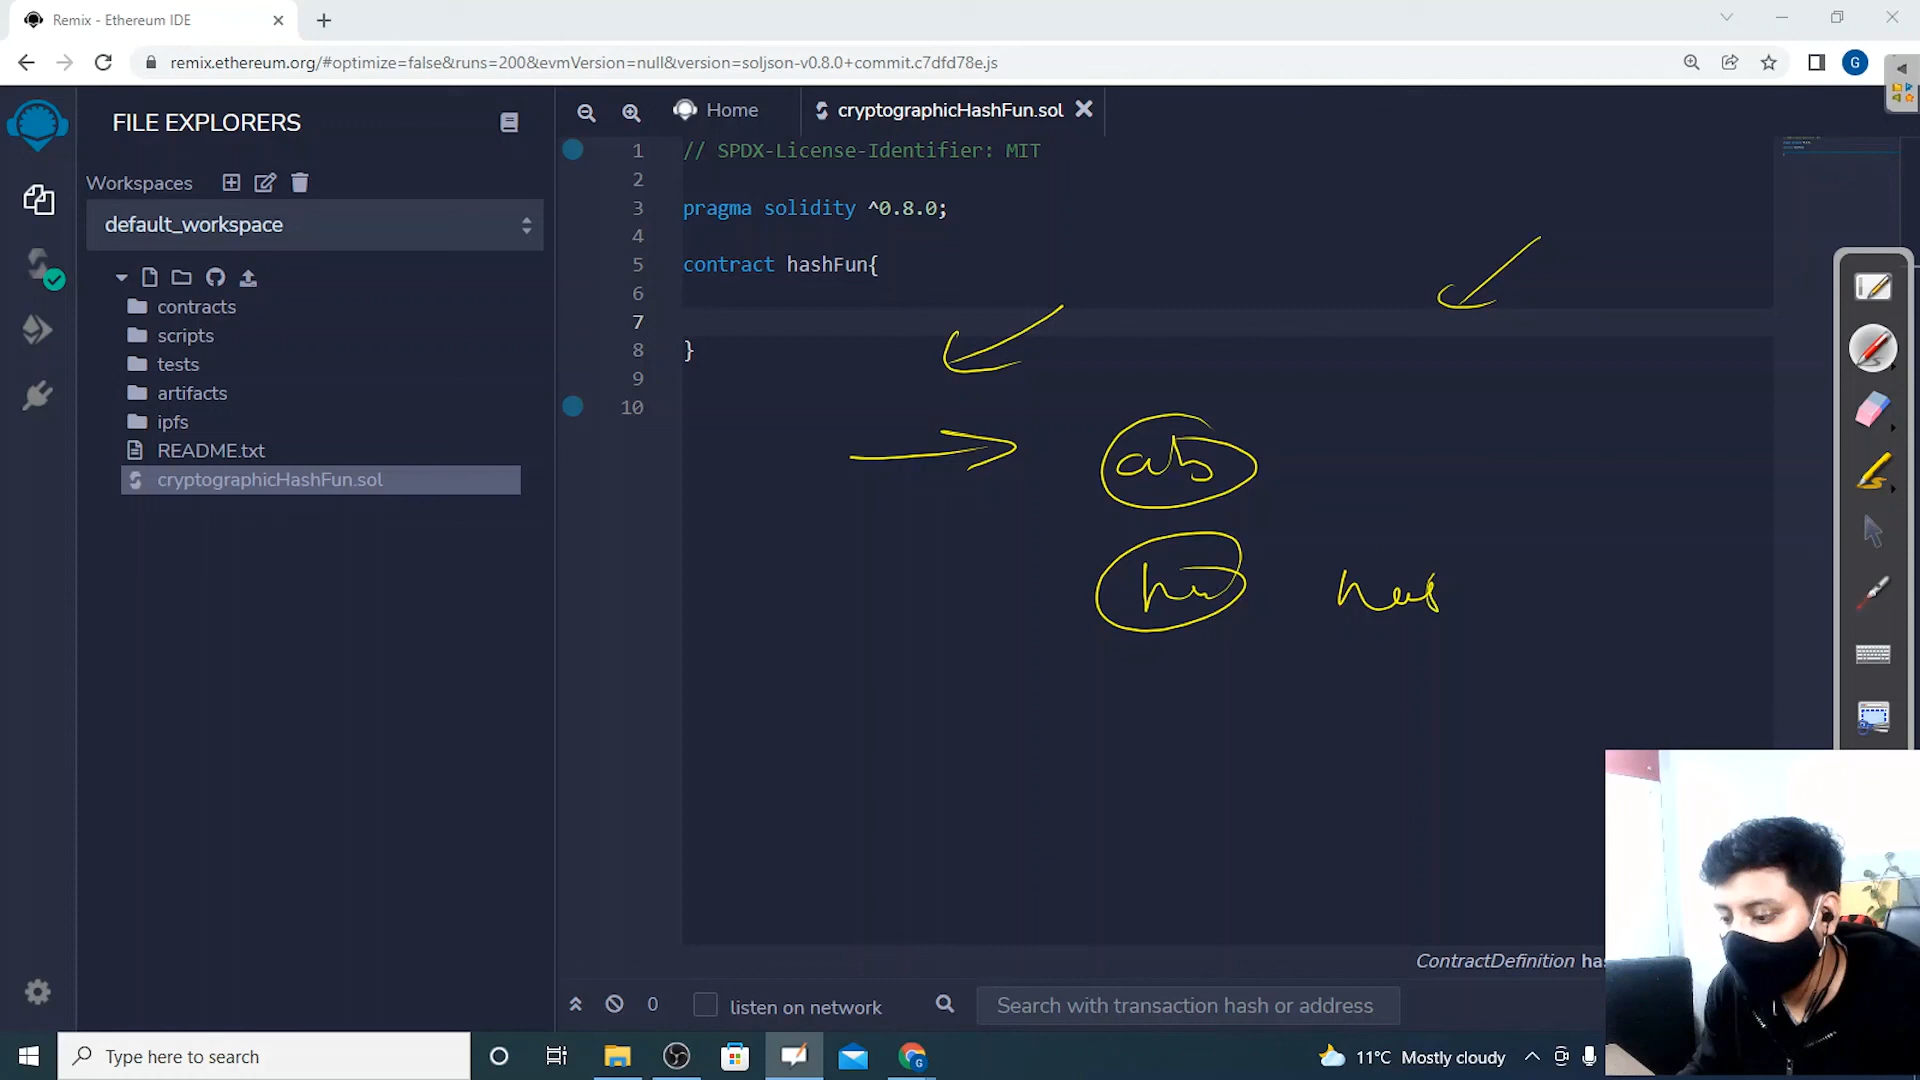 Remix - Ethereum IDE
remix.ethereum.org/#optimize=false&runs=200&evmVersion=null&version=soljson-v0.8.0+commit.c7dfd78e.js
G
FILE EXPLORERS
Workspaces
default_workspace
contracts
scripts
tests
artifacts
ipfs
README.txt
cryptographicHashFun.sol
Home
cryptographicHashFun.sol
1 // SPDX-License-Identifier: MIT
2
3 pragma solidity ^0.8.0;
4
5 contract hashFun{
6
7
8 }
9
10
ab
ContractDefinition has
0
listen on network
Search with transaction hash or address
Type here to search
11°C Mostly cloudy